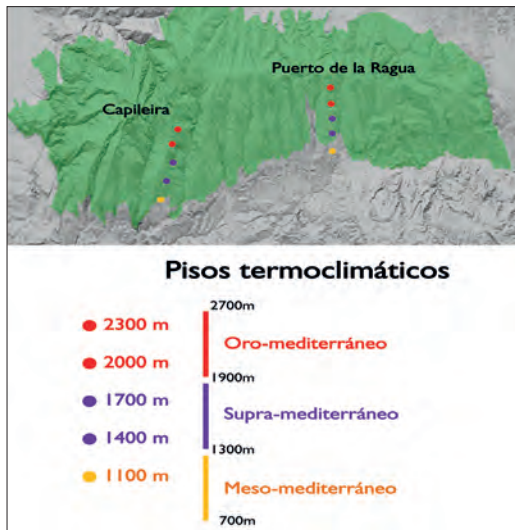 Puerto de la Ragua
Capileira
Pisos termoclimáticos
2700m
2300 m
Oro-mediterráneo
2000 m
1900m
1700 m
Supra-mediterráneo
1400 m
1300m
1100 m
Meso-mediterráneo
700m